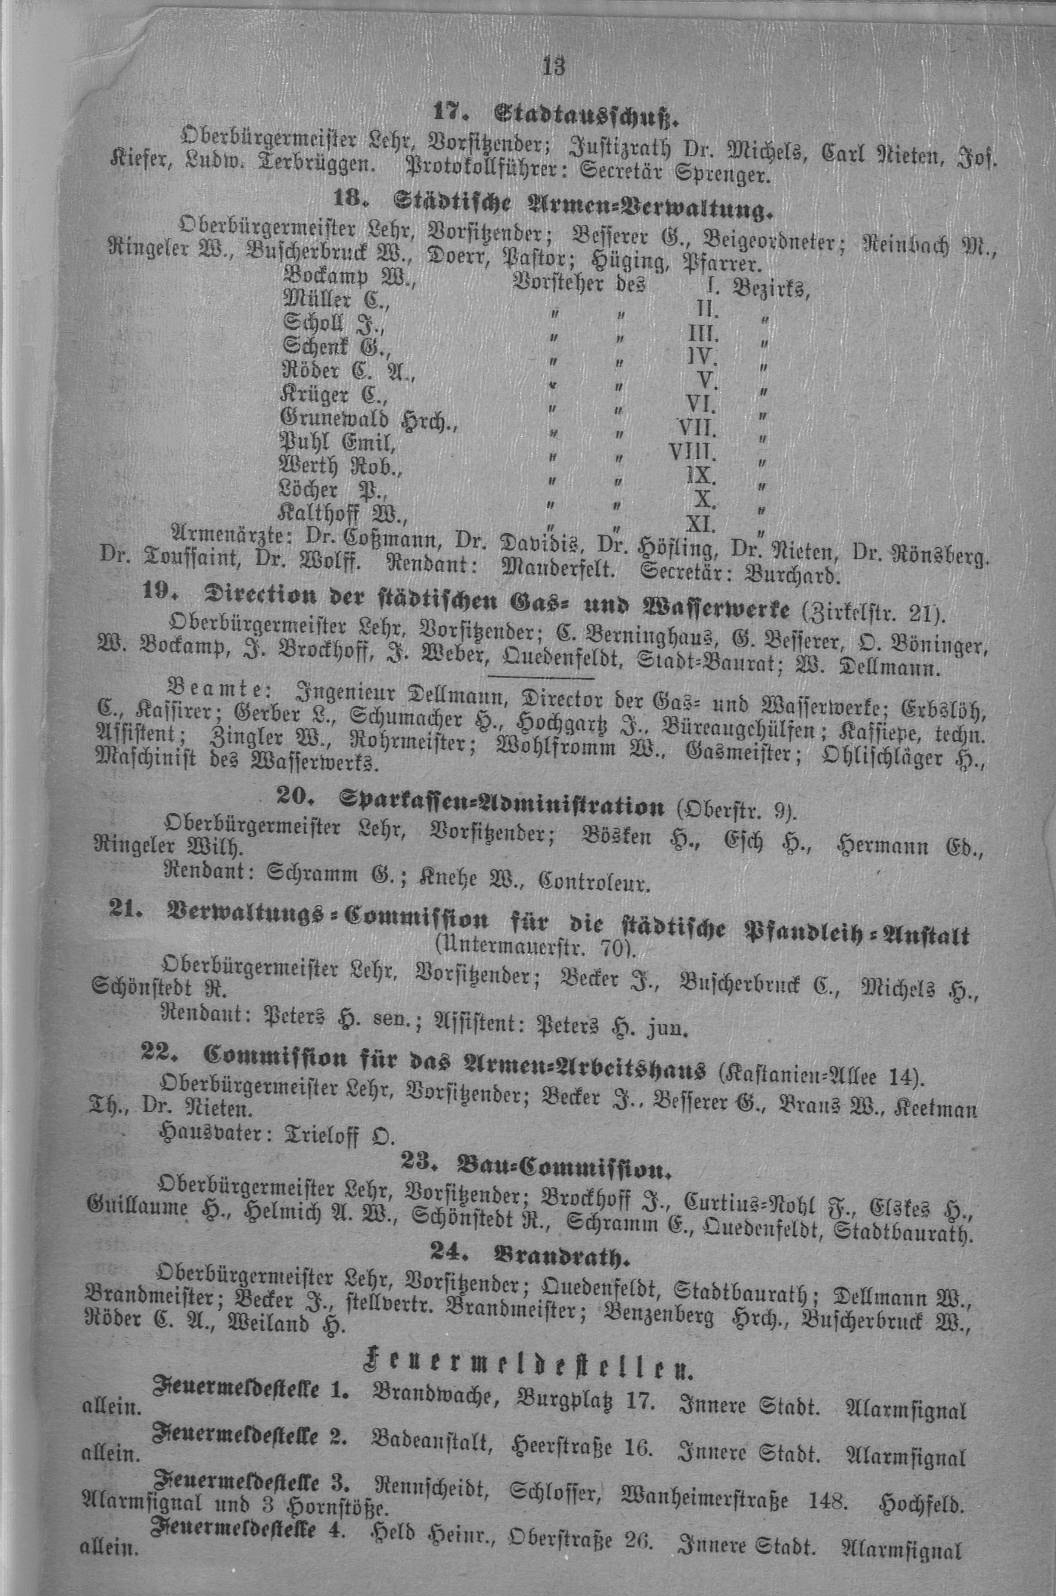 13
17. Stadtausschuß.
Oberbürgermeister Lehr, Vorsitzender; Justizrath Dr. Michels, Carl Nieten, Jos.
Kiefer, Ludw. Terbrüggen. Protokollführer: Secretär Sprenger.
18. Städtische Armen-Verwaltung.
Oberbürgermeister Lehr, Vorsitzender; Besserer G., Beigeordneter; Reinbach M.,
Ringeler W., Buscherbruck W., Doerr, Pastor; Hüging, Pfarrer.
Bockamp W., Vorsteher des I. Bezirks,
Müller C., „ „ II. „
Scholl J., „ „ III. „
Schenk G., „ „ IV. „
Röder C. A., „ „ V. „
Krüger C., „ „ VI. „
Grunewald Hrch., „ „ VII. „
Puhl Emil, „ „ VIII. „
Werth Rob., „ „ IX. „
Löcher P., „ „ X. „
Kalthoff W., „ „ XI. „
Armenärzte: Dr. Coßmann, Dr. Davidis, Dr. Höfling, Dr. Nieten, Dr. Rönsberg.
Dr. Toussaint, Dr. Wolff. Rendant: Manderfelt. Secretär: Burchard.
19. Direction der städtischen Gas- und Wasserwerke (Zirkelstr. 21).
Oberbürgermeister Lehr, Vorsitzender; C. Berninghaus, G. Besserer, O. Böninger,
W. Bockamp, J. Brockhoff, J. Weber, Quedenfeldt, Stadt-Baurat; W. Dellmann.
Beamte: Ingenieur Dellmann, Director der Gas- und Wasserwerke; Erbslöh,
C., Kassirer; Gerber L., Schumacher H., Hochgartz J., Büreaugehülfen; Kassiepe, techn.
Assistent; Zingler W., Rohrmeister; Wohlfromm W., Gasmeister; Ohlischläger H.,
Maschinist des Wasserwerks.
20. Sparkassen-Administration (Oberstr. 9).
Oberbürgermeister Lehr, Vorsitzender; Bösken H., Esch H., Hermann Ed.,
Ringeler Wilh.
Rendant: Schramm G.; Knehe W., Controleur.
21. Verwaltungs-Commission für die städtische Pfandleih-Anstalt
(Untermauerstr. 70).
Oberbürgermeister Lehr, Vorsitzender; Becker J., Buscherbruck C., Michels H.,
Schönstedt R.
Rendant: Peters H. sen.; Assistent: Peters H. jun.
22. Commission für das Armen-Arbeitshaus (Kastanien-Allee 14).
Oberbürgermeister Lehr, Vorsitzender; Becker J., Besserer G., Braus W., Keetman
Th., Dr. Nieten.
Hausvater: Trieloff O.
23. Bau-Commission.
Oberbürgermeister Lehr, Vorsitzender; Brockhoff J., Curtius-Nohl F., Elskes H.,
Guillaume H., Helmich A. W., Schönstedt R., Schramm E., Quedenfeldt, Stadtbaurath.
24. Brandrath.
Oberbürgermeister Lehr, Vorsitzender; Quedenfeldt, Stadtbaurath; Dellmann W.,
Brandmeister; Becker J., stellvertr. Brandmeister; Benzenberg Hrch., Buscherbruck W.,
Röder C. A., Weiland H.
Feuermeldestellen.
Feuermeldestelle 1. Brandwache, Burgplatz 17. Innere Stadt. Alarmsignal
allein.
Feuermeldestelle 2. Badeanstalt, Heerstraße 16. Innere Stadt. Alarmsignal
allein.
Feuermeldestelle 3. Rennscheidt, Schlosser, Wanheimerstraße 148. Hochfeld.
Alarmsignal und 3 Hornstöße.
Feuermeldestelle 4. Held Heinr., Oberstraße 26. Innere Stadt. Alarmsignal
allein.